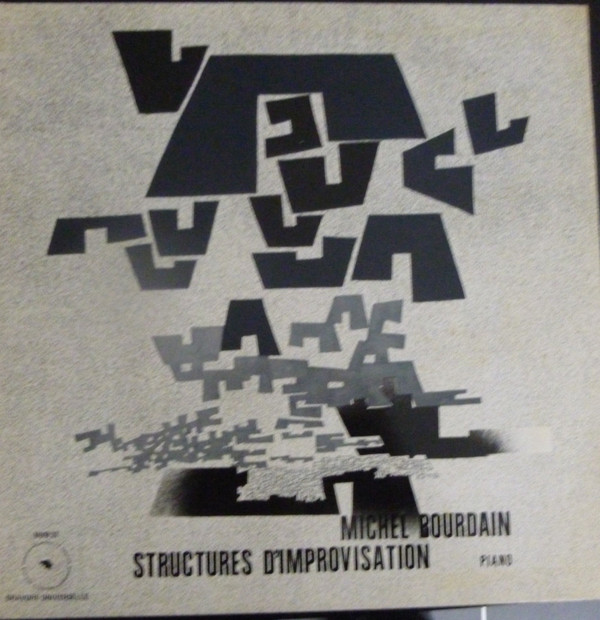 MICHEL BOURDAIN
STRUCTURES D'IMPROVISATION PIANO